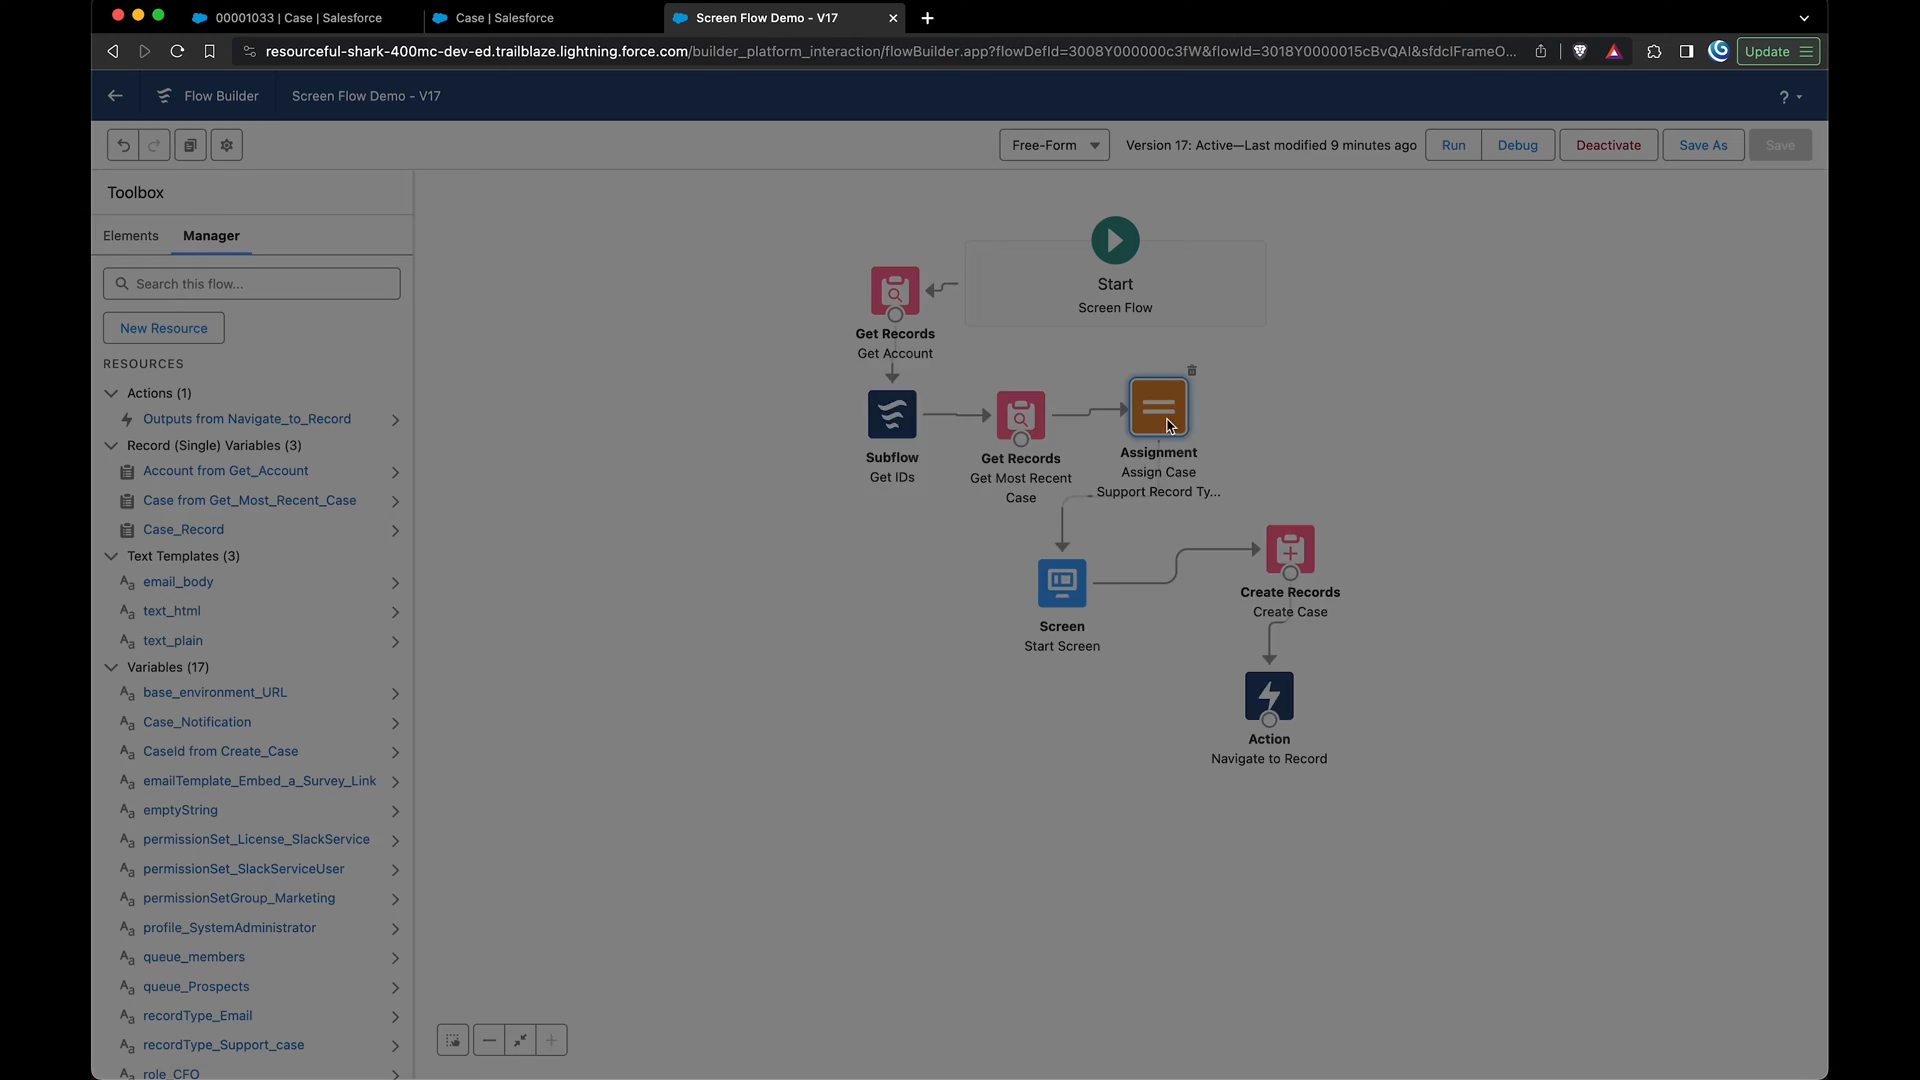 00001033 | Case | Salesforce
Case | Salesforce
Screen Flow Demo - V17
resourceful-shark-400mc-dev-ed.trailblaze.lightning.force.com/builder_platform_interaction/flowBuilder.app?flowDefId=3008Y000000c3fW&flowId=3018Y0000015cBvQAI&sfdcIFrameO...
Update
Flow Builder
Screen Flow Demo - V17
?
Free-Form
Version 17: Active—Last modified 9 minutes ago
Run
Debug
Deactivate
Save As
Save
Toolbox
Elements
Manager
Search this flow...
New Resource
RESOURCES
Actions (1)
Outputs from Navigate_to_Record
Record (Single) Variables (3)
Account from Get_Account
Case from Get_Most_Recent_Case
Case_Record
Text Templates (3)
email_body
text_html
text_plain
Variables (17)
base_environment_URL
Case_Notification
CaseId from Create_Case
emailTemplate_Embed_a_Survey_Link
emptyString
permissionSet_License_SlackService
permissionSet_SlackServiceUser
permissionSetGroup_Marketing
profile_SystemAdministrator
queue_members
queue_Prospects
recordType_Email
recordType_Support_case
role_CFO
Start
Screen Flow
Get Records
Get Account
Subflow
Get IDs
Get Records
Get Most Recent
Case
Assignment
Assign Case
Support Record Ty...
Screen
Start Screen
Create Records
Create Case
Action
Navigate to Record